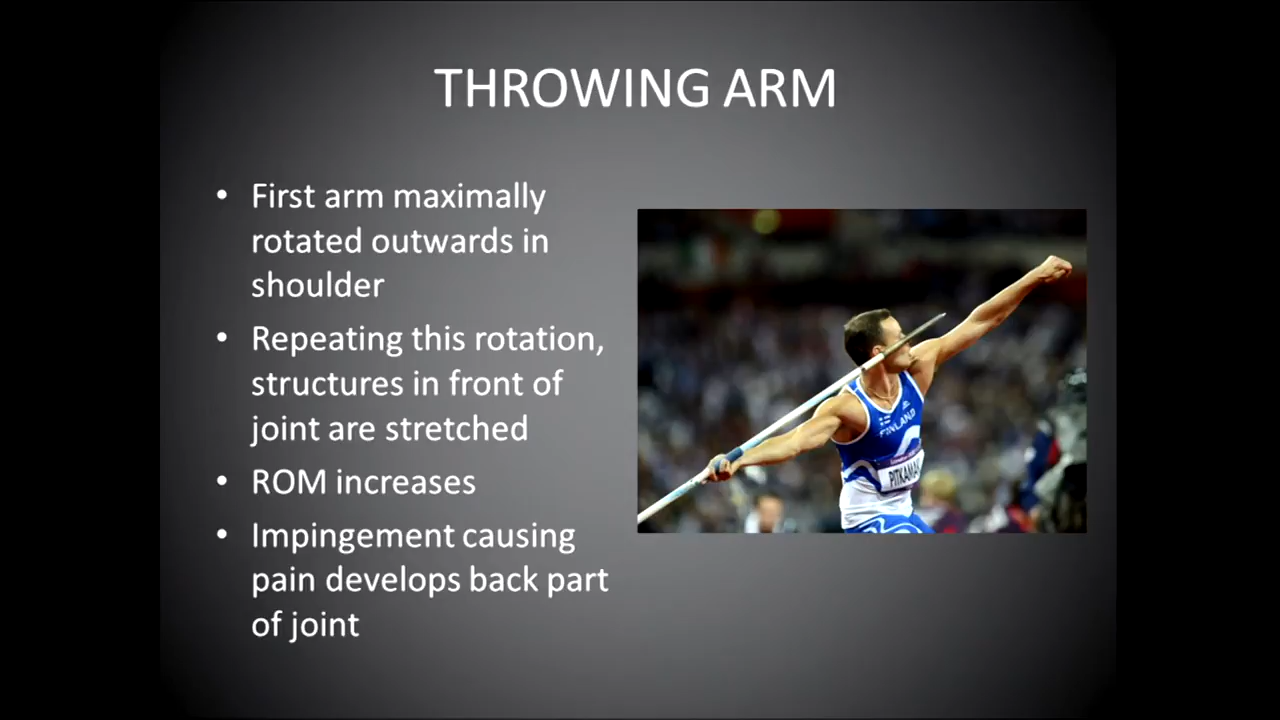 THROWING ARM
• First arm maximally
rotated outwards in
shoulder
• Repeating this rotation,
structures in front of
joint are stretched
• ROM increases
• Impingement causing
pain develops back part
of joint
FINLAND